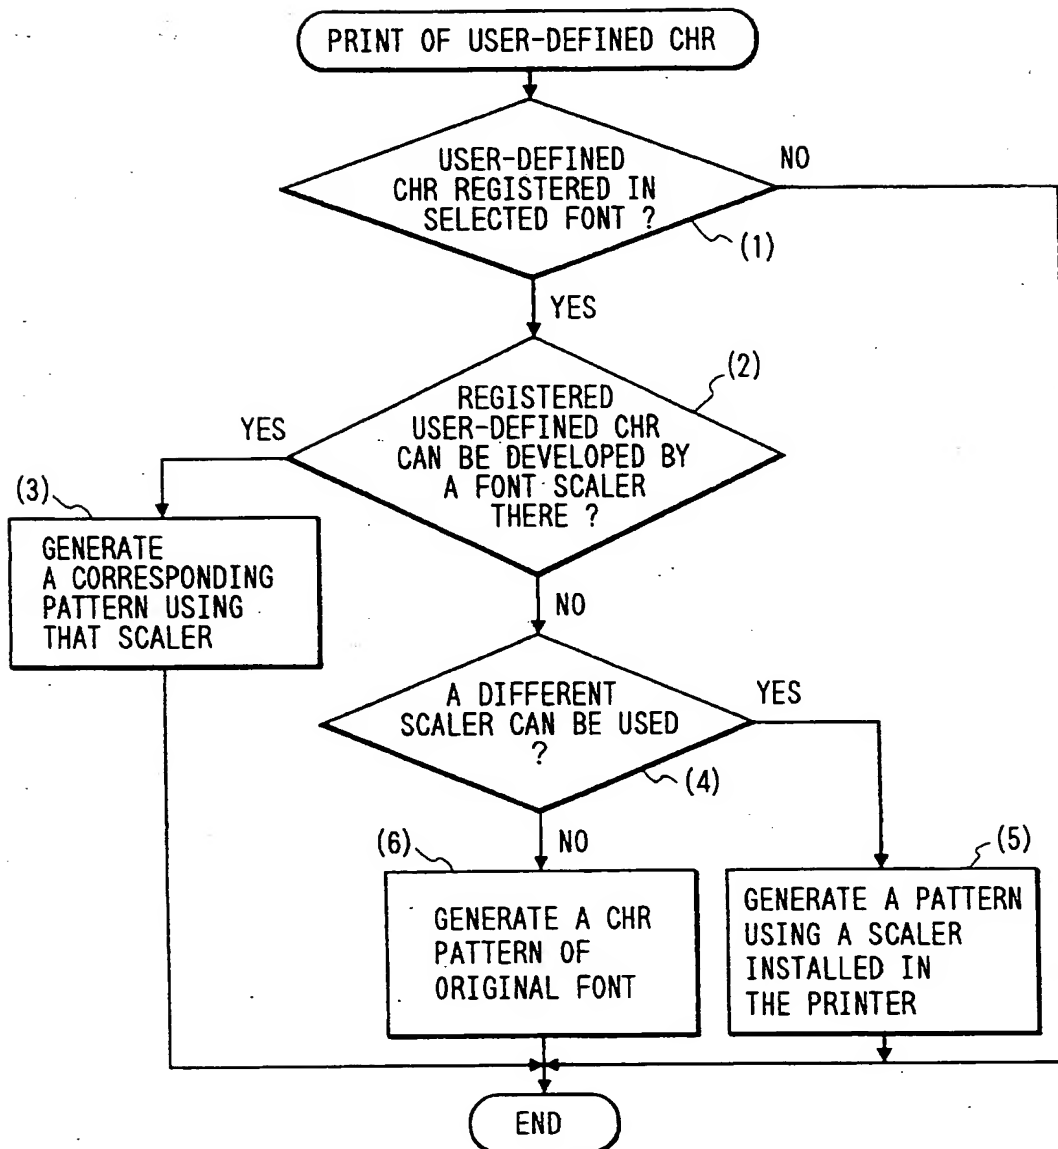 PRINT OF USER-DEFINED CHR
USER-DEFINED
CHR REGISTERED IN
SELECTED FONT ?
NO
(1)
YES
(2)
REGISTERED
USER-DEFINED CHR
CAN BE DEVELOPED BY
A FONT SCALER
THERE ?
YES
(3)
GENERATE
A CORRESPONDING
PATTERN USING
THAT SCALER
NO
A DIFFERENT
SCALER CAN BE USED
?
YES
(4)
NO
(6)
GENERATE A CHR
PATTERN OF
ORIGINAL FONT
(5)
GENERATE A PATTERN
USING A SCALER
INSTALLED IN
THE PRINTER
END